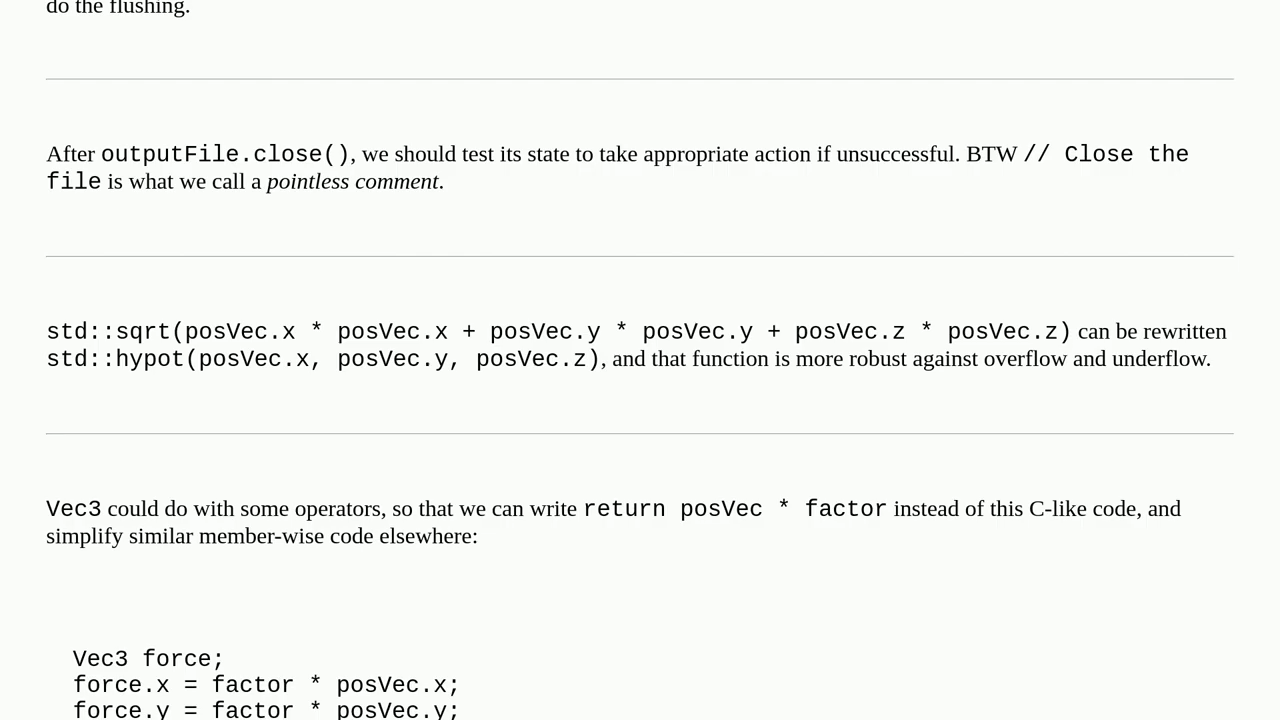 do the flushing.
After outputFile.close(), we should test its state to take appropriate action if unsuccessful. BTW // Close the
file is what we call a pointless comment.
std::sqrt(posVec.x * posVec.x + posVec.y * posVec.y + posVec.z * posVec.z) can be rewritten
std::hypot(posVec.x, posVec.y, posVec.z), and that function is more robust against overflow and underflow.
Vec3 could do with some operators, so that we can write return posVec * factor instead of this C-like code, and
simplify similar member-wise code elsewhere:
Vec3 force;
force.x = factor * posVec.x;
force.y = factor * posVec.y;